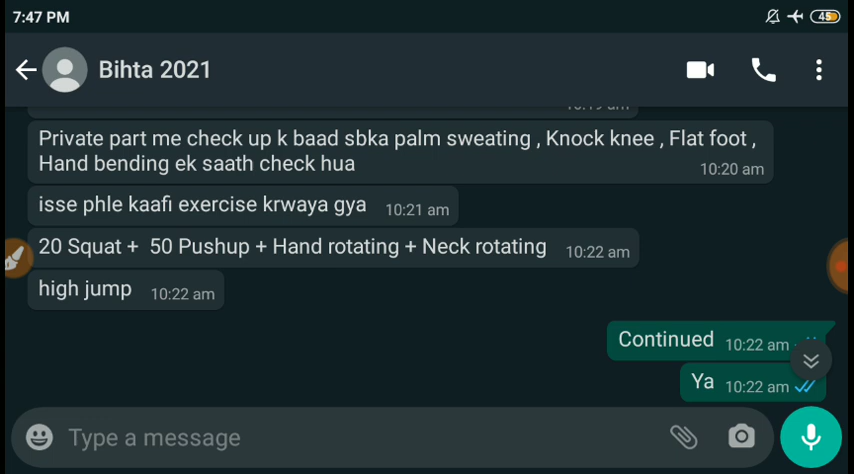 7:47 PM
45
Bihta 2021
Private part me check up k baad sbka palm sweating , Knock knee , Flat foot ,
Hand bending ek saath check hua
10:20 am
isse phle kaafi exercise krwaya gya 10:21 am
20 Squat + 50 Pushup + Hand rotating + Neck rotating 10:22 am
high jump 10:22 am
Continued 10:22 am
Ya 10:22 am
Type a message